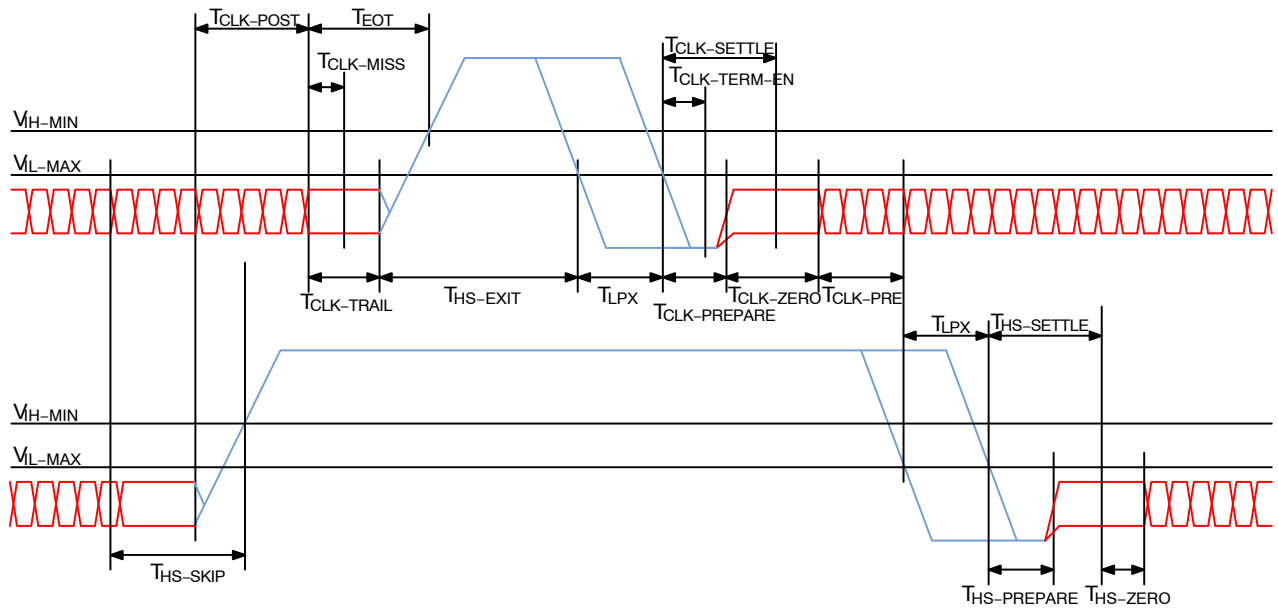 TCLK−POST TEOT
TCLK−MISS
TCLK−SETTLE
TCLK−TERM−EN
VIH−MIN
VIL−MAX
TCLK−TRAIL THS−EXIT TLPX TCLK−PREPARE TCLK−ZERO TCLK−PRE
TLPX THS−SETTLE
VIH−MIN
VIL−MAX
THS−SKIP THS−PREPARE THS−ZERO